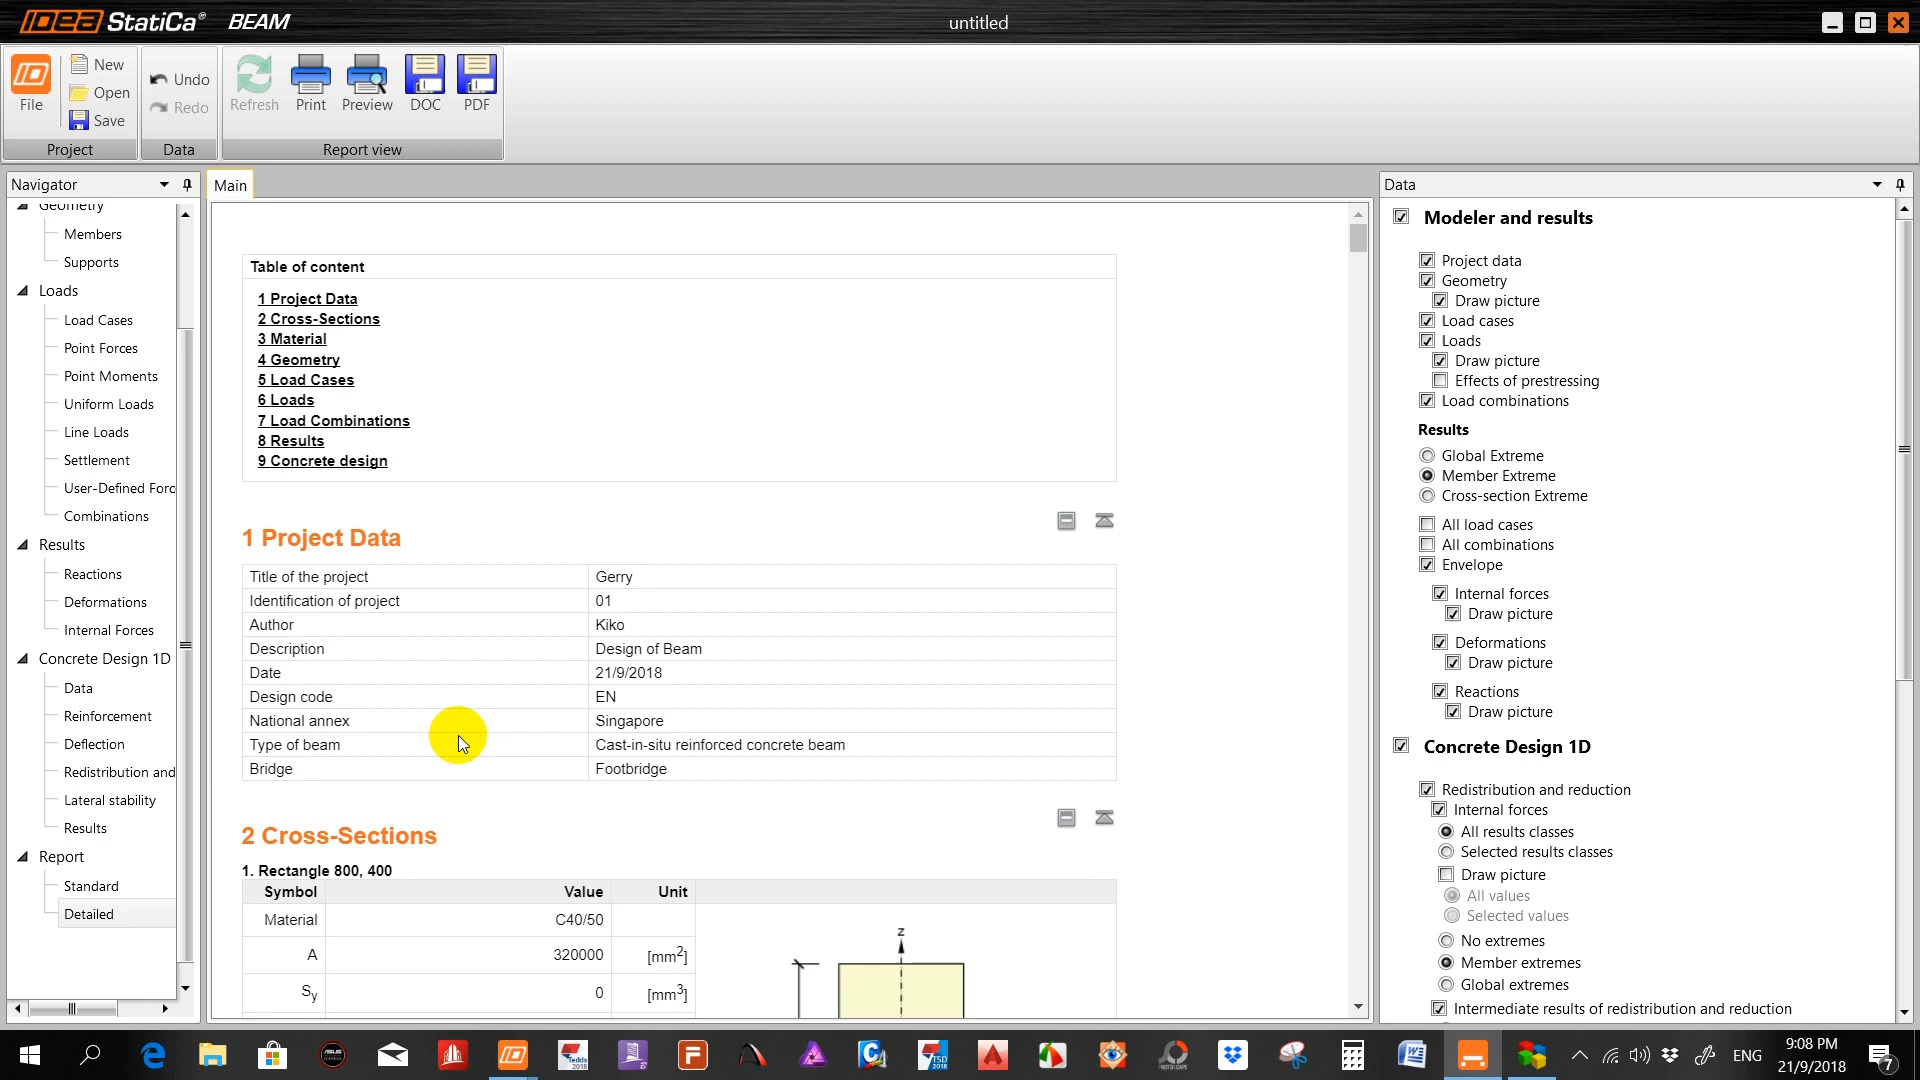 IDEA StatiCa® BEAM
untitled
File
New
Open
Save
Project
Undo
Redo
Data
Refresh
Print
Preview
DOC
PDF
Report view
Navigator
Geometry
Members
Supports
Loads
Load Cases
Point Forces
Point Moments
Uniform Loads
Line Loads
Settlement
User-Defined Forc
Combinations
Results
Reactions
Deformations
Internal Forces
Concrete Design 1D
Data
Reinforcement
Deflection
Redistribution and
Lateral stability
Results
Report
Standard
Detailed
Main
Table of content
1 Project Data
2 Cross-Sections
3 Material
4 Geometry
5 Load Cases
6 Loads
7 Load Combinations
8 Results
9 Concrete design
1 Project Data
Title of the project Gerry
Identification of project 01
Author Kiko
Description Design of Beam
Date 21/9/2018
Design code EN
National annex Singapore
Type of beam Cast-in-situ reinforced concrete beam
Bridge Footbridge
2 Cross-Sections
1. Rectangle 800, 400
Symbol Value Unit
Material C40/50
A 320000 [mm2]
Sy 0 [mm3]
z
Data
Modeler and results
Project data
Geometry
Draw picture
Load cases
Loads
Draw picture
Effects of prestressing
Load combinations
Results
Global Extreme
Member Extreme
Cross-section Extreme
All load cases
All combinations
Envelope
Internal forces
Draw picture
Deformations
Draw picture
Reactions
Draw picture
Concrete Design 1D
Redistribution and reduction
Internal forces
All results classes
Selected results classes
Draw picture
All values
Selected values
No extremes
Member extremes
Global extremes
Intermediate results of redistribution and reduction
ENG
9:08 PM
21/9/2018
7